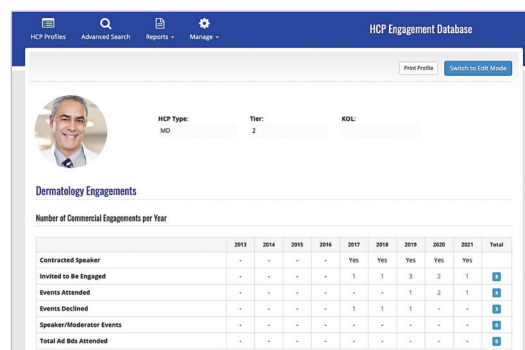 HCP Profiles Advanced Search Reports Manage HCP Engagement Database
Print Profile Switch to Edit Mode
HCP Type: Tier: KOL:
MD 2
Dermatology Engagements
Number of Commercial Engagements per Year
2013 2014 2015 2016 2017 2018 2019 2020 2021 Total
Contracted Speaker - - - - Yes Yes Yes Yes Yes
Invited to Be Engaged - - - - 1 1 3 2 1 8
Events Attended - - - - - - 1 2 1 4
Events Declined - - - - 1 1 1 - - 3
Speaker/Moderator Events - - - - - - - - - 0
Total Ad Bds Attended - - - - - - - - - 0